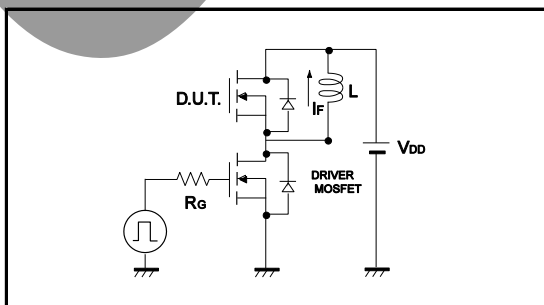 D.U.T.
IF
L
VDD
DRIVER
MOSFET
RG